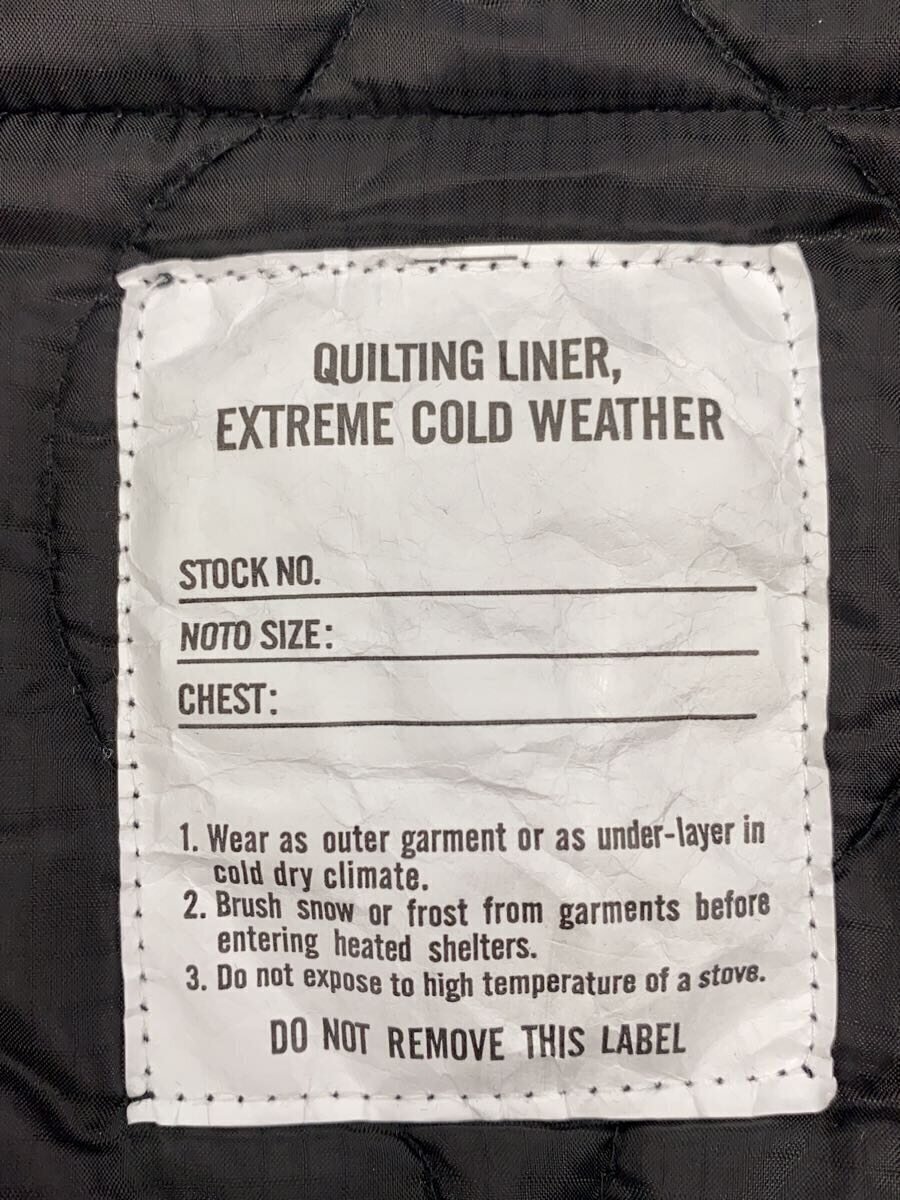 QUILTING LINER,
EXTREME COLD WEATHER
STOCK NO.
NOTO SIZE:
CHEST:
1. Wear as outer garment or as under-layer in
cold dry climate.
2. Brush snow or frost from garments before
entering heated shelters.
3. Do not expose to high temperature of a stove.
DO NOT REMOVE THIS LABEL